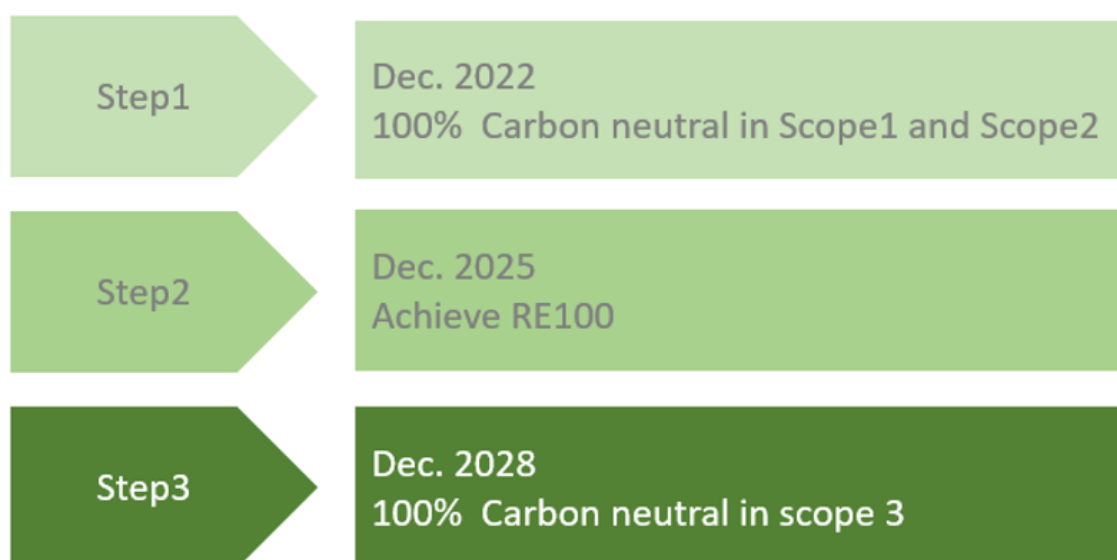 Step1
Dec. 2022
100%  Carbon neutral in Scope1 and Scope2
Step2
Dec. 2025
Achieve RE100
Step3
Dec. 2028
100%  Carbon neutral in scope 3